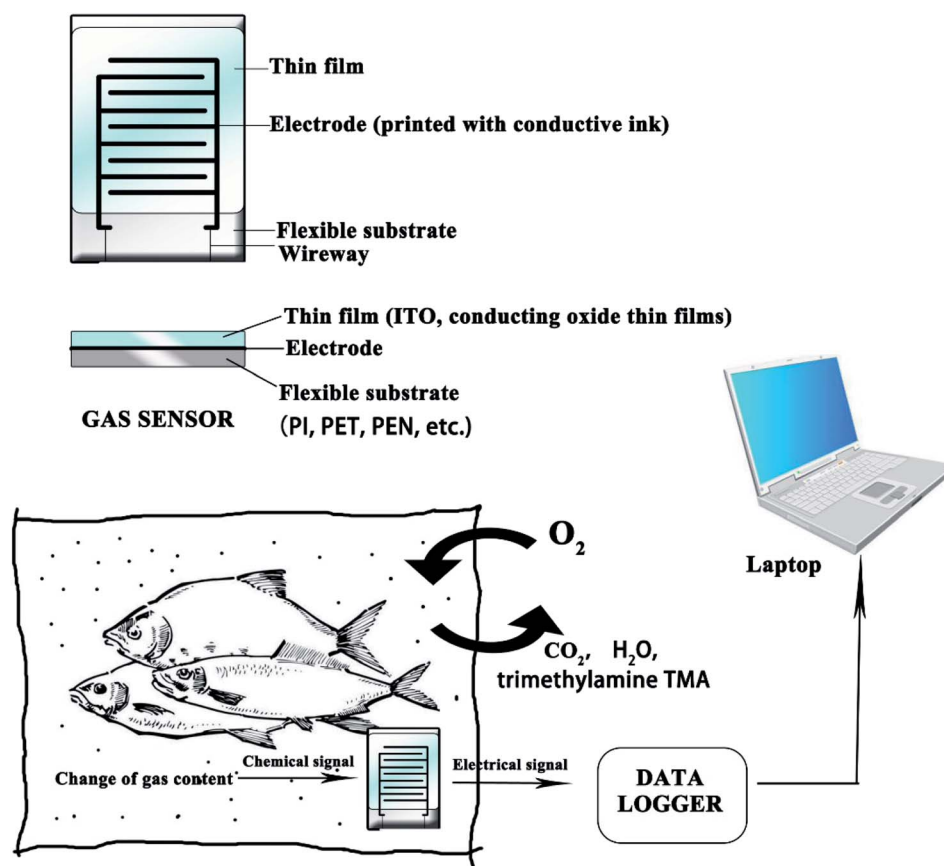 Thin film
Electrode (printed with conductive ink)
Flexible substrate
Wireway
Thin film (ITO, conducting oxide thin films)
Electrode
Flexible substrate
(PI, PET, PEN, etc.)
GAS SENSOR
Laptop
O₂
CO₂, H₂O,
trimethylamine TMA
Change of gas content
Chemical signal
Electrical signal
DATA
LOGGER